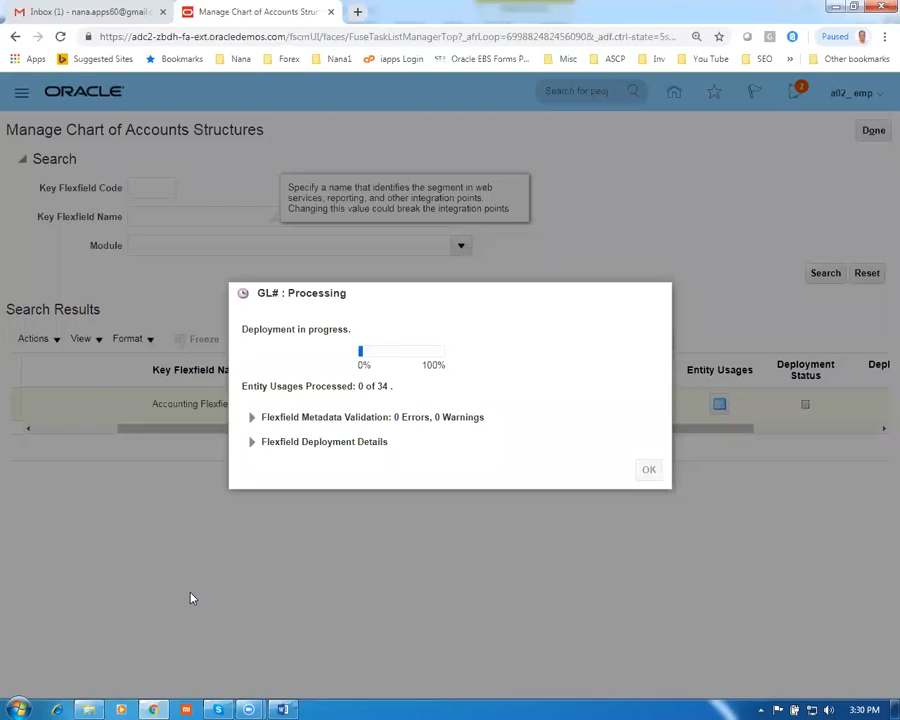 Inbox (1) - nana.apps60@gmail.c
Manage Chart of Accounts Struct
https://adc2-zbdh-fa-ext.oracledemos.com/fscmUI/faces/FuseTaskListManagerTop?_afrLoop=69988248245609​0&_adf.ctrl-state=5s...
Paused
Apps
Suggested Sites
Bookmarks
Nana
Forex
Nana1
iapps Login
Oracle EBS Forms P...
Misc
ASCP
Inv
You Tube
SEO
»
Other bookmarks
ORACLE
Search for peoj
2
a02_ emp
Manage Chart of Accounts Structures
Done
Search
Key Flexfield Code
Specify a name that identifies the segment in web
services, reporting, and other integration points.
Changing this value could break the integration points
Key Flexfield Name
Module
Search
Reset
GL# : Processing
Search Results
Deployment in progress.
Actions
View
Format
Freeze
0%
100%
Key Flexfield Na
Entity Usages
Deployment
Status
Depl
Entity Usages Processed: 0 of 34 .
Accounting Flexfie
Flexfield Metadata Validation: 0 Errors, 0 Warnings
Flexfield Deployment Details
OK
3:30 PM